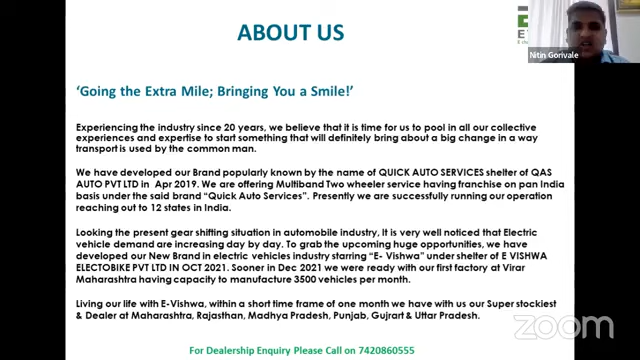 ABOUT US
E
Nitin Gorivale
‘Going the Extra Mile; Bringing You a Smile!’
Experiencing the industry since 20 years, we believe that it is time for us to pool in all our collective
experiences and expertise to start something that will definitely bring about a big change in a way
transport is used by the common man.
We have developed our Brand popularly known by the name of QUICK AUTO SERVICES shelter of QAS
AUTO PVT LTD in Apr 2019. We are offering Multiband Two wheeler service having franchise on pan India
basis under the said brand “Quick Auto Services”. Presently we are successfully running our operation
reaching out to 12 states in India.
Looking the present gear shifting situation in automobile industry, It is very well noticed that Electric
vehicle demand are increasing day by day. To grab the upcoming huge opportunities, we have
developed our New Brand in electric vehicles industry starring “E- Vishwa” under shelter of E VISHWA
ELECTOBIKE PVT LTD IN OCT 2021. Sooner in Dec 2021 we were ready with our first factory at Virar
Maharashtra having capacity to manufacture 3500 vehicles per month.
Living our life with E-Vishwa, within a short time frame of one month we have with us our Super stockiest
& Dealer at Maharashtra, Rajasthan, Madhya Pradesh, Punjab, Gujrart & Uttar Pradesh.
zoom
For Dealership Enquiry Please Call on 7420860555